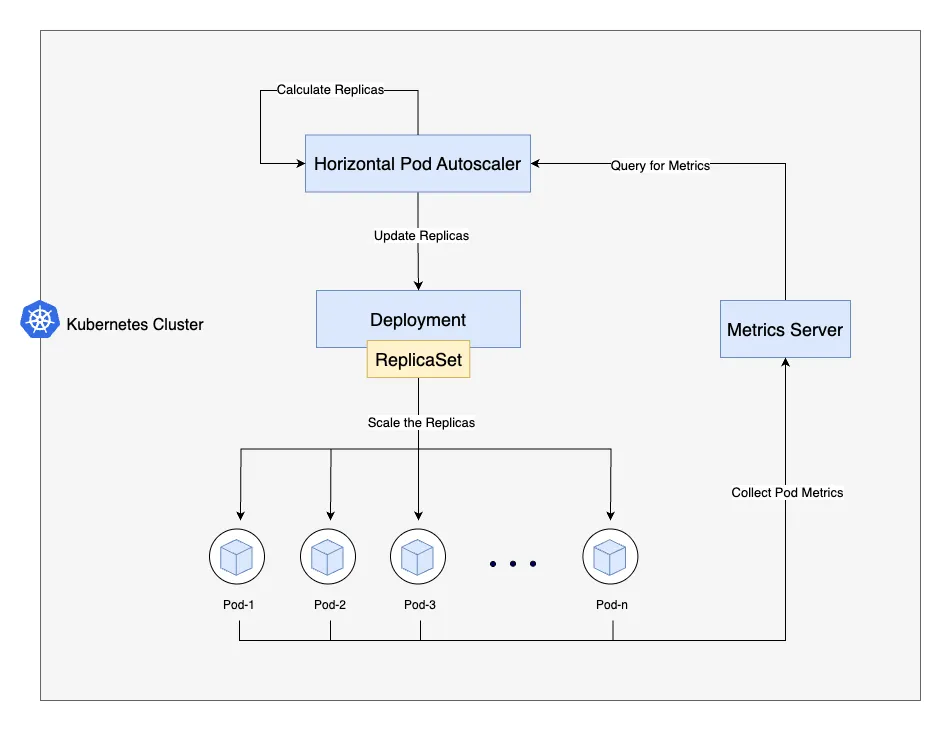 Calculate Replicas
Horizontal Pod Autoscaler
Query for Metrics
Update Replicas
Deployment
Kubernetes Cluster
Metrics Server
ReplicaSet
Scale the Replicas
Collect Pod Metrics
Pod-1
Pod-2
Pod-3
Pod-n